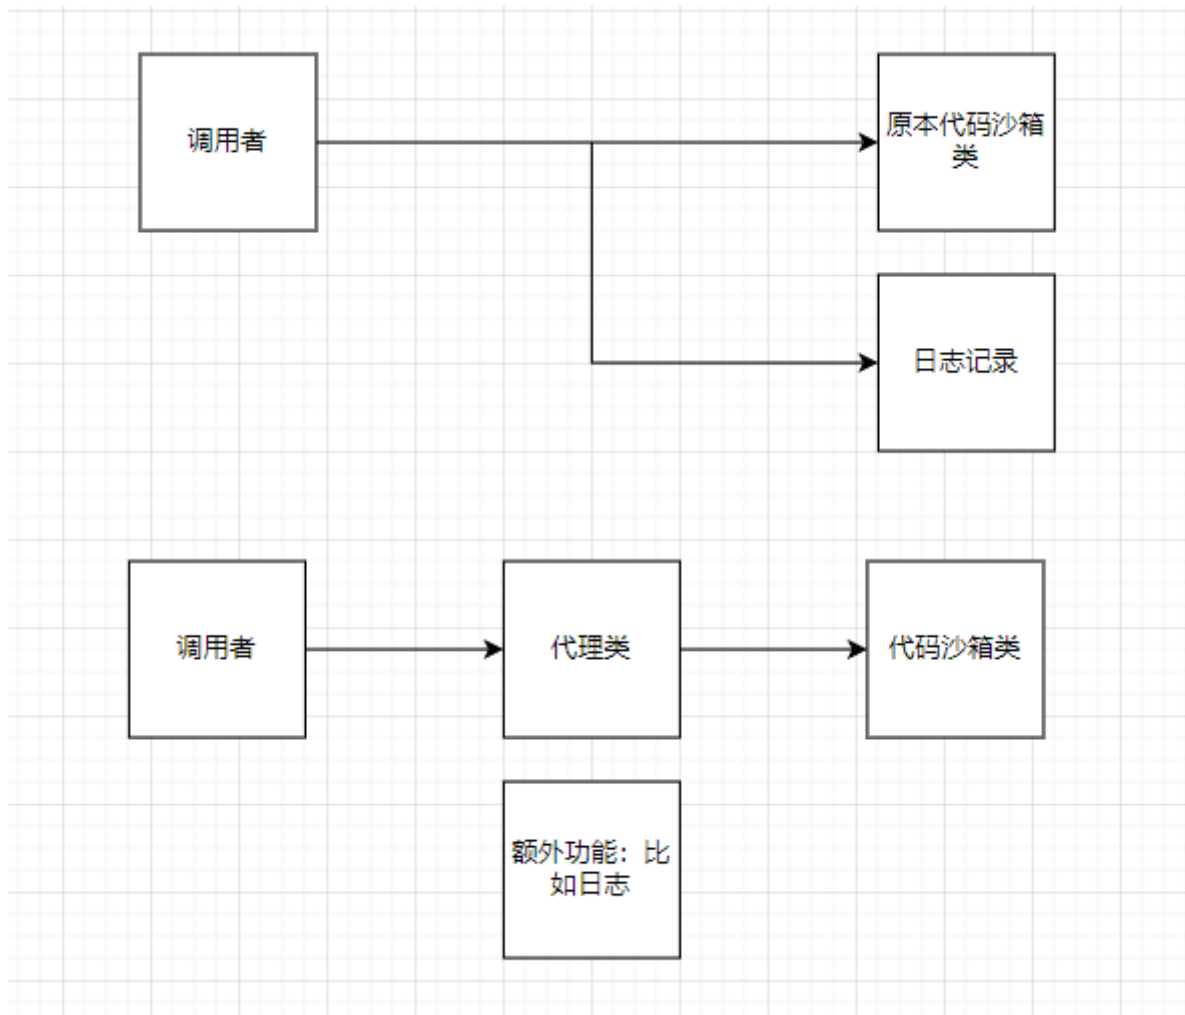 调用者
原本代码沙箱
类
日志记录
调用者
代理类
代码沙箱类
额外功能：比
如日志